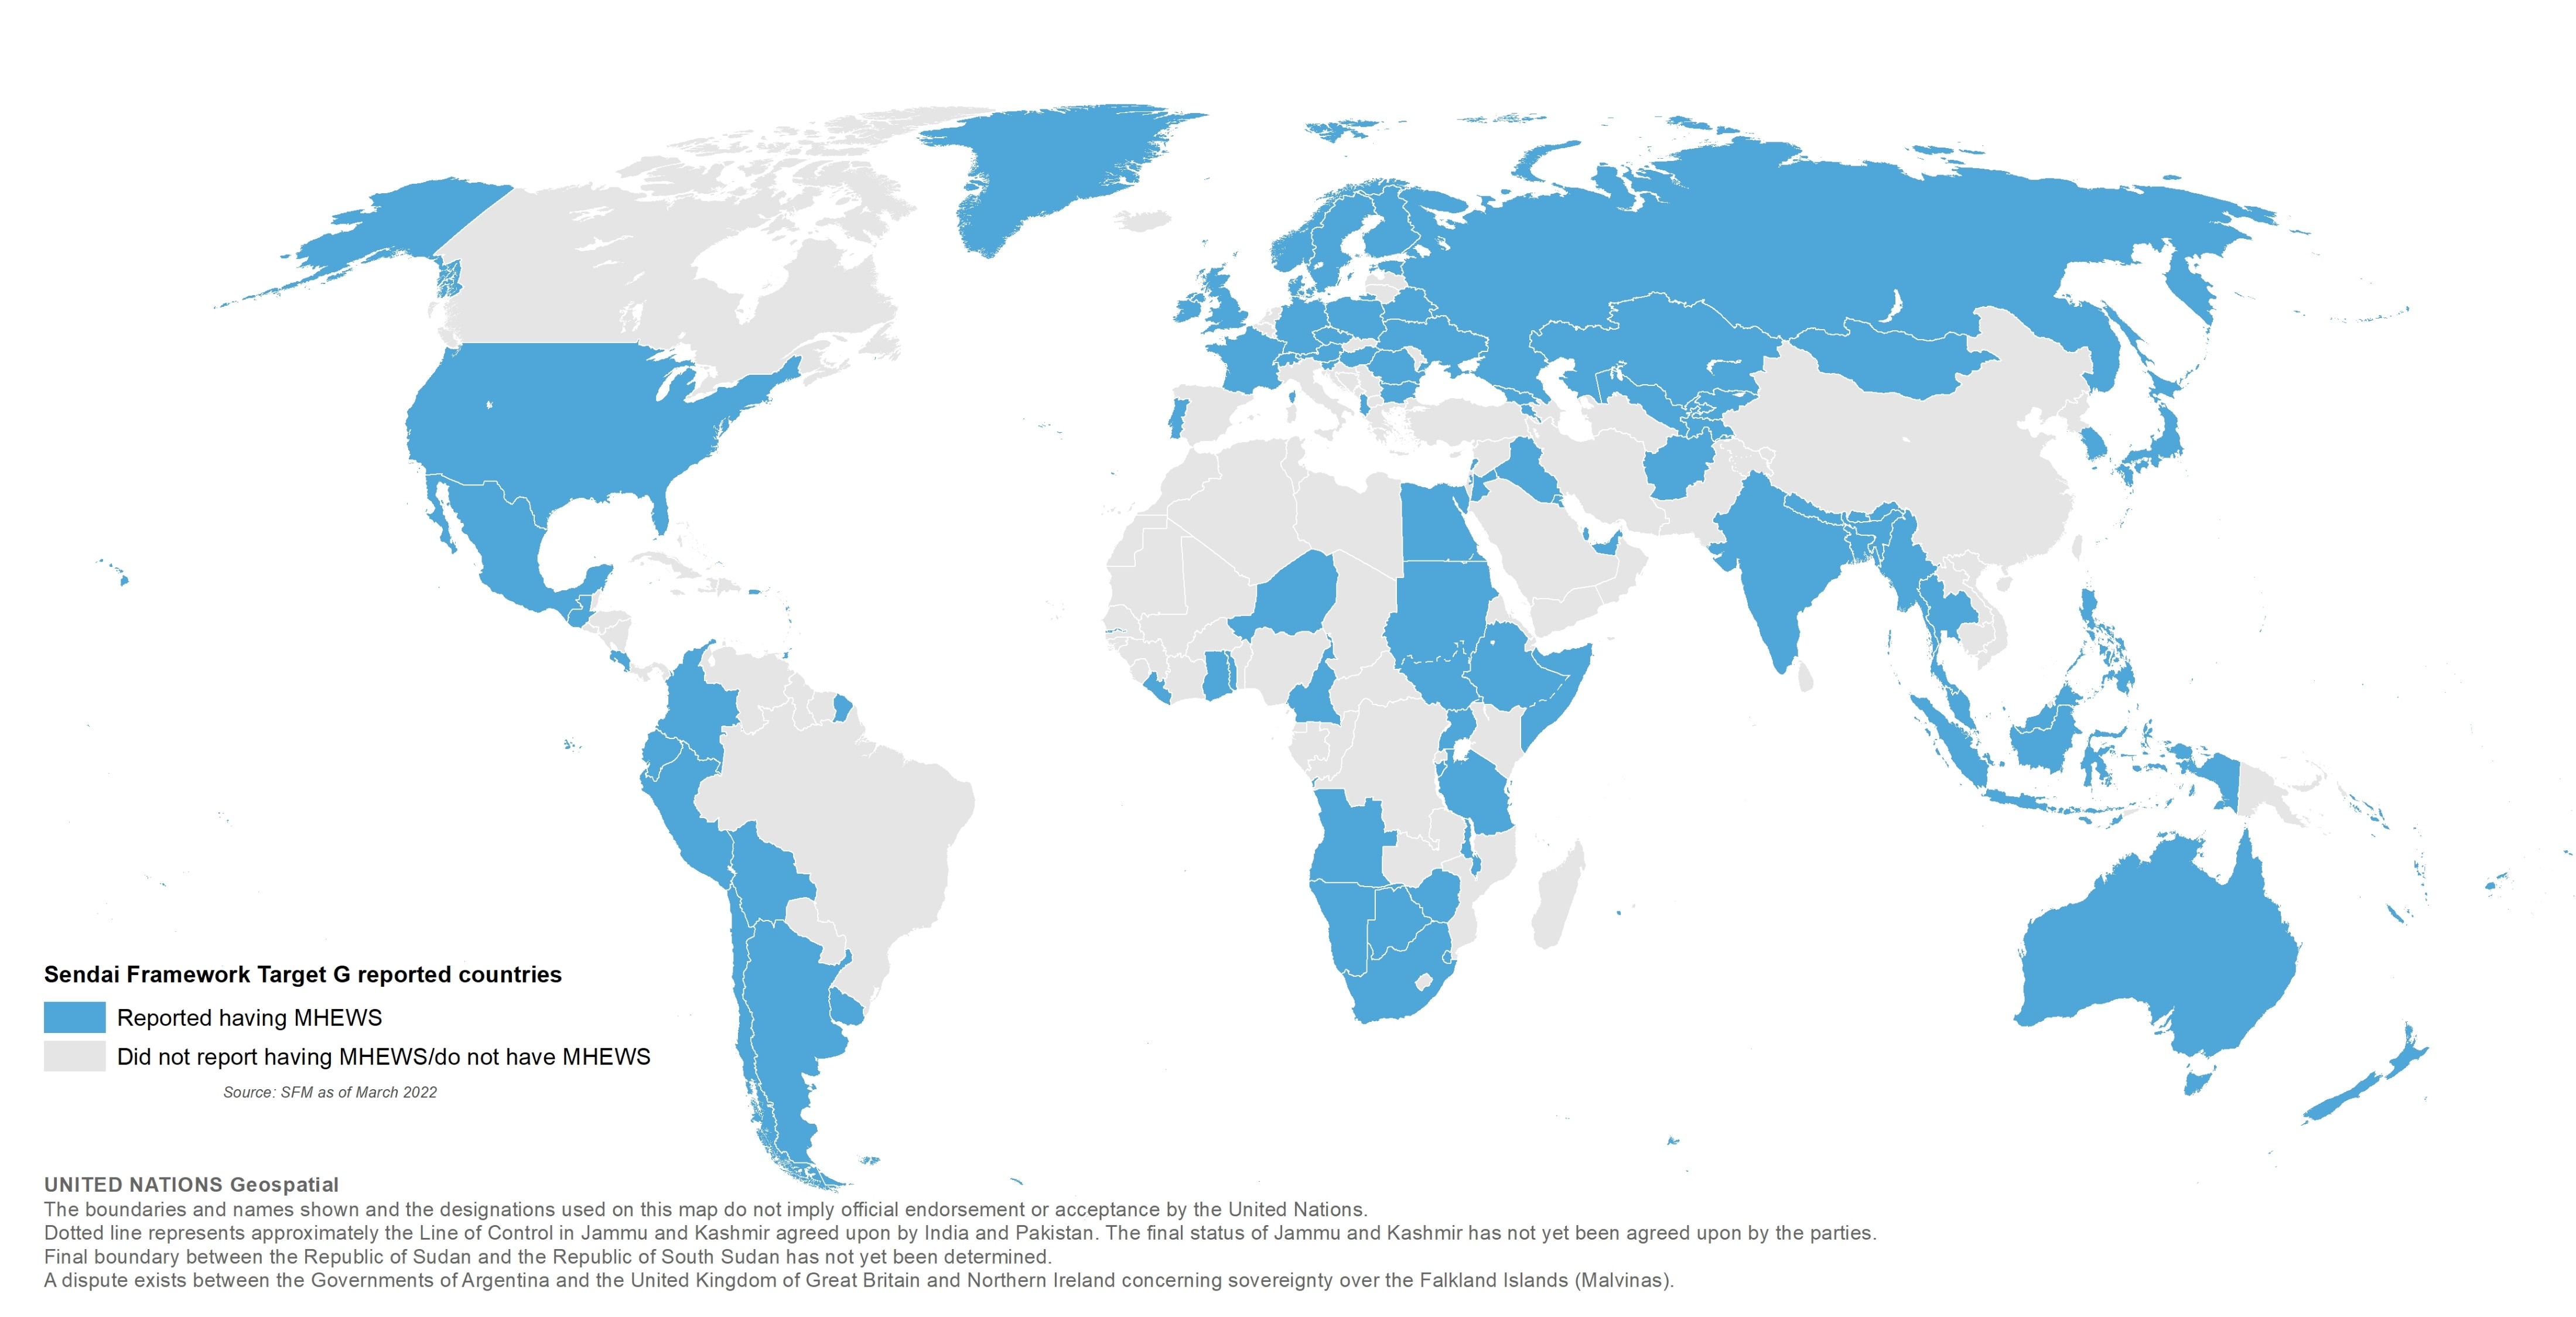 Sendai Framework Target G reported countries
Reported having MHEWS
Did not report having MHEWS/do not have MHEWS
Source: SFM as of March 2022
UNITED NATIONS Geospatial
The boundaries and names shown and the designations used on this map do not imply official endorsement or acceptance by the United Nations.
Dotted line represents approximately the Line of Control in Jammu and Kashmir agreed upon by India and Pakistan. The final status of Jammu and Kashmir has not yet been agreed upon by the parties.
Final boundary between the Republic of Sudan and the Republic of South Sudan has not yet been determined.
A dispute exists between the Governments of Argentina and the United Kingdom of Great Britain and Northern Ireland concerning sovereignty over the Falkland Islands (Malvinas).